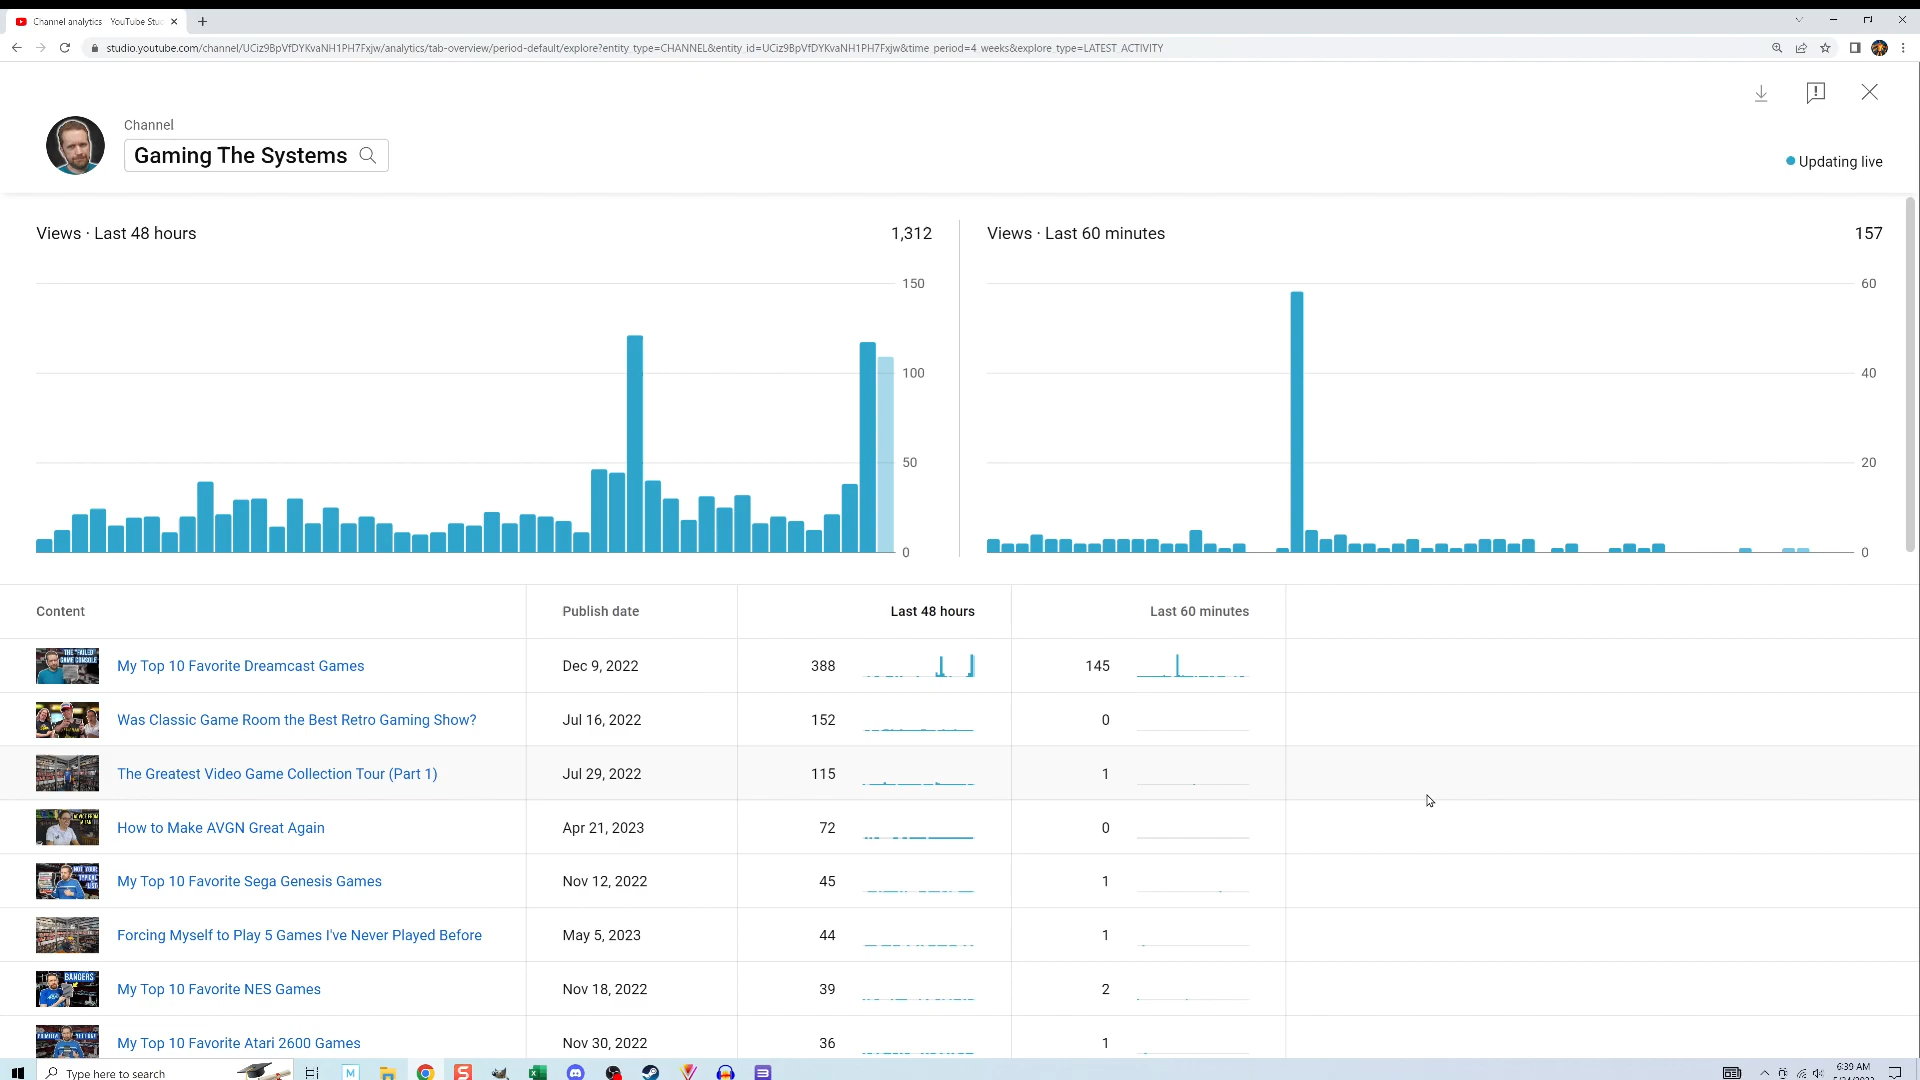 Channel analytics - YouTube Stu
studio.youtube.com/channel/UCiz9BpVfDYKvaNH1PH7Fxjw/analytics/tab-overview/period-default/explore?entity_type=CHANNEL&entity_id=UCiz9BpVfDYKvaNH1PH7Fxjw&time_period=4_weeks&explore_type=LATEST_ACTIVITY
Channel
Gaming The Systems
Updating live
Views · Last 48 hours 1,312
150
100
50
0
Views · Last 60 minutes 157
60
40
20
0
Content Publish date Last 48 hours Last 60 minutes
My Top 10 Favorite Dreamcast Games Dec 9, 2022 388 145
Was Classic Game Room the Best Retro Gaming Show? Jul 16, 2022 152 0
The Greatest Video Game Collection Tour (Part 1) Jul 29, 2022 115 1
How to Make AVGN Great Again Apr 21, 2023 72 0
My Top 10 Favorite Sega Genesis Games Nov 12, 2022 45 1
Forcing Myself to Play 5 Games I've Never Played Before May 5, 2023 44 1
My Top 10 Favorite NES Games Nov 18, 2022 39 2
My Top 10 Favorite Atari 2600 Games Nov 30, 2022 36 1
Type here to search
6:39 AM